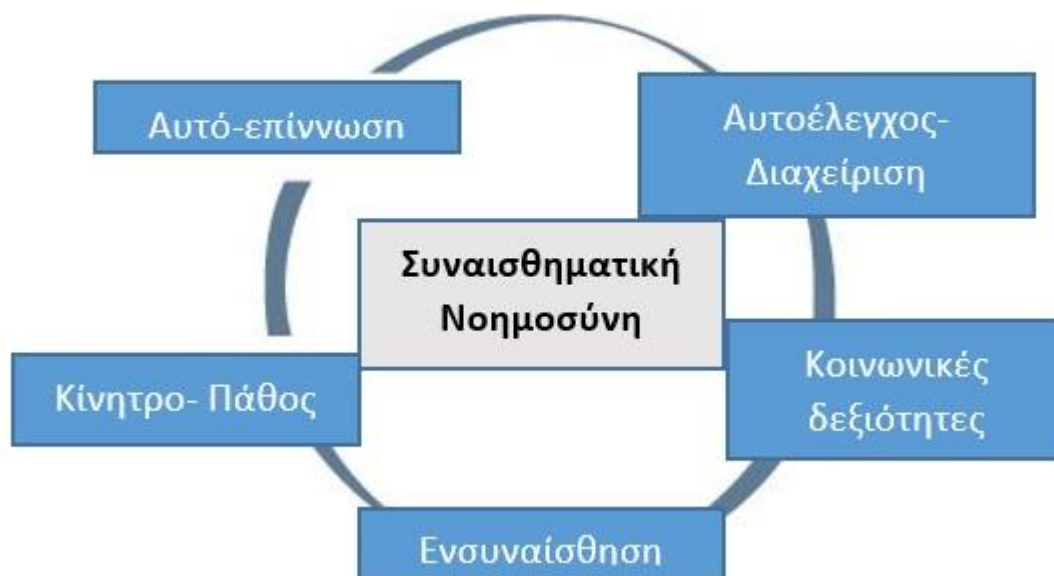 Αυτό-επίννωση
Αυτοέλεγχος-
Διαχείριση
Συναισθηματική
Νοημοσύνη
Κίνητρο- Πάθος
Κοινωνικές
δεξιότητες
Ενσυναίσθηση